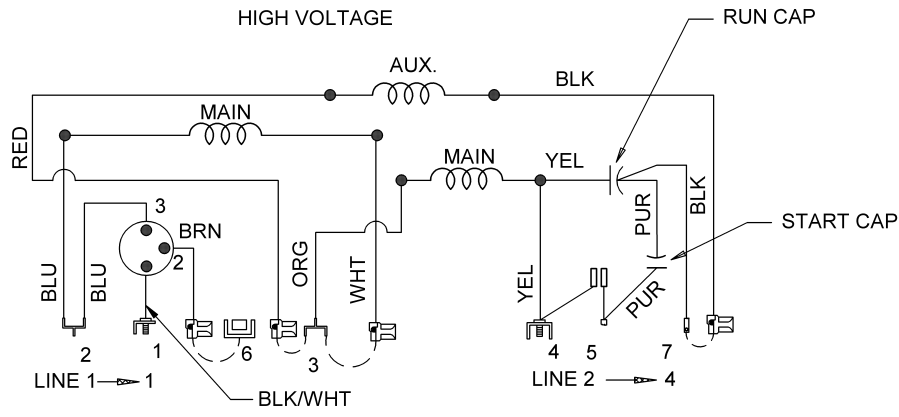 HIGH VOLTAGE
RUN CAP
AUX.
BLK
MAIN
RED
MAIN
YEL
BLK
PUR
START CAP
3
BRN
2
BLU
BLU
ORG
WHT
YEL
PUR
2
1
6
3
4
5
7
LINE 1 1
LINE 2 4
BLK/WHT